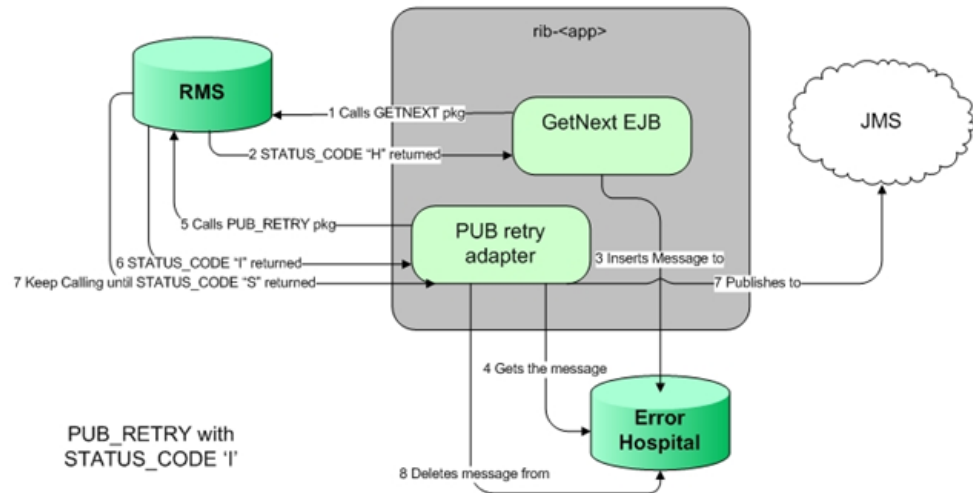 rib-<app>
RMS
1 Calls GETNEXT pkg
GetNext EJB
JMS
2 STATUS_CODE “H” returned
5 Calls PUB_RETRY pkg
PUB retry
adapter
3 Inserts Message to
6 STATUS_CODE “I” returned
7 Keep Calling until STATUS_CODE “S” returned
7 Publishes to
4 Gets the message
Error
Hospital
PUB_RETRY with
STATUS_CODE ‘I’
8 Deletes message from